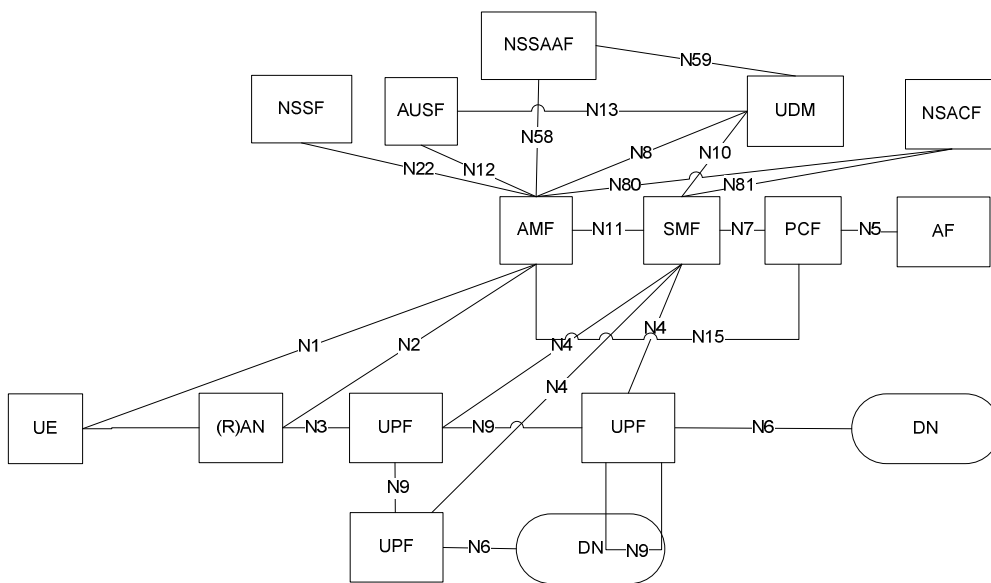 NSSAAF
N59
NSSF
AUSF
N13
UDM
NSACF
N58
N22
N12
N8
N10
N80
N81
AMF
N11
SMF
N7
PCF
N5
AF
N1
N2
N4
N4
N15
N4
UE
(R)AN
N3
UPF
N9
UPF
N6
DN
N9
UPF
N6
DN
N9